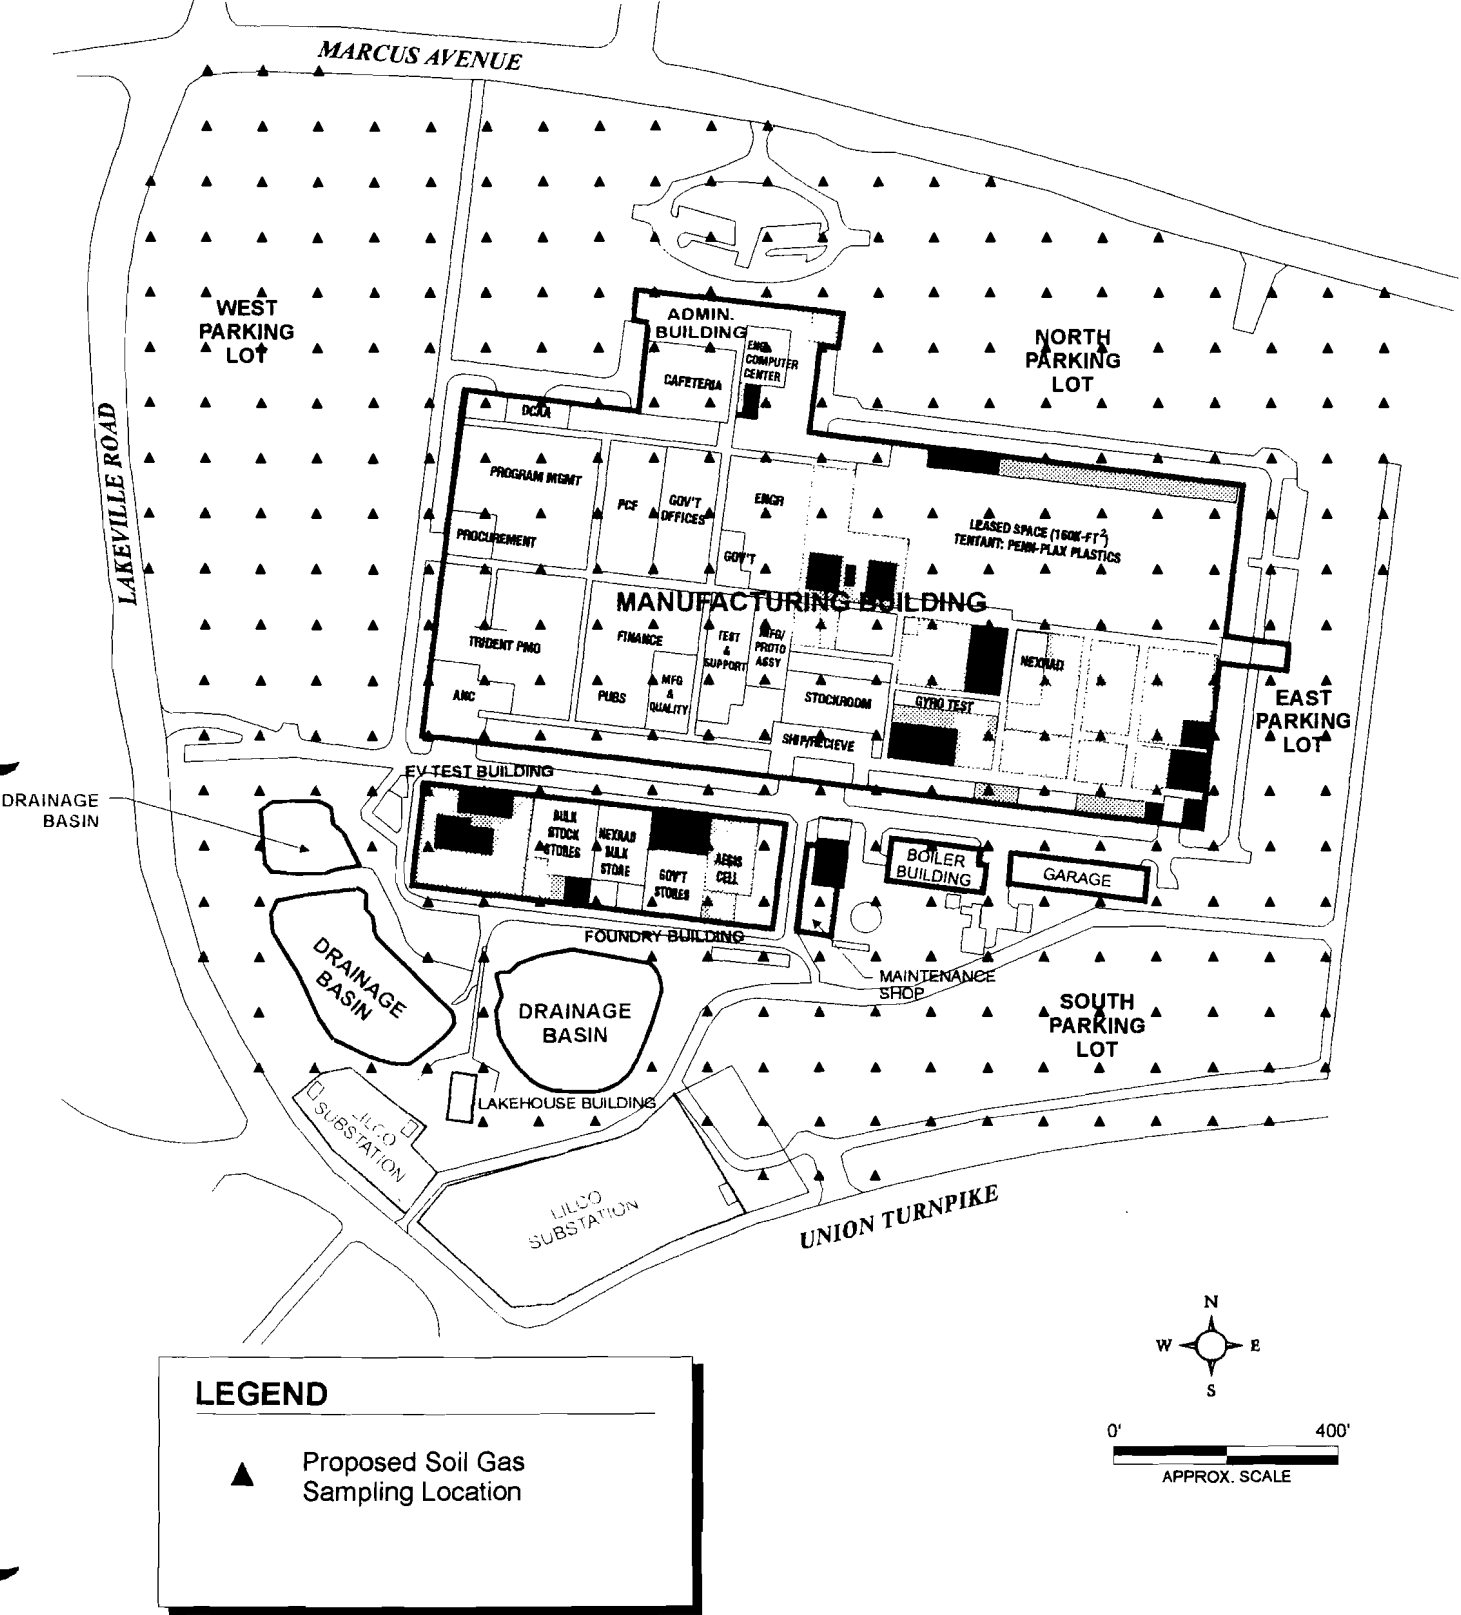 MARCUS AVENUE
WEST
PARKING
LOT
ADMIN.
BUILDING
ENG.
COMPUTER
CENTER
CAFETERIA
NORTH
PARKING
LOT
LAKEVILLE ROAD
DCAA
PROGRAM MGMT
PCF
GOV'T
OFFICES
ENGR
LEASED SPACE (160K-FT2)
TENTANT: PENN-PLAX PLASTICS
PROCUREMENT
GOV'T
MANUFACTURING BUILDING
TRIDENT PMO
FINANCE
TEST
&
SUPPORT
MFG/
PROTO
ASSY
NEXRAD
ANC
PUBS
MFG
&
QUALITY
STOCKROOM
GYRO TEST
SHIP/RECIEVE
EAST
PARKING
LOT
EV TEST BUILDING
DRAINAGE
BASIN
BULK
STOCK
STORES
NEXRAD
BULK
STORE
GOV'T
STORES
AEGIS
CELL
BOILER
BUILDING
GARAGE
FOUNDRY BUILDING
MAINTENANCE
SHOP
DRAINAGE
BASIN
DRAINAGE
BASIN
SOUTH
PARKING
LOT
LAKEHOUSE BUILDING
LILCO
SUBSTATION
LILCO
SUBSTATION
UNION TURNPIKE
N
W E
S
LEGEND
Proposed Soil Gas
Sampling Location
0' 400'
APPROX. SCALE